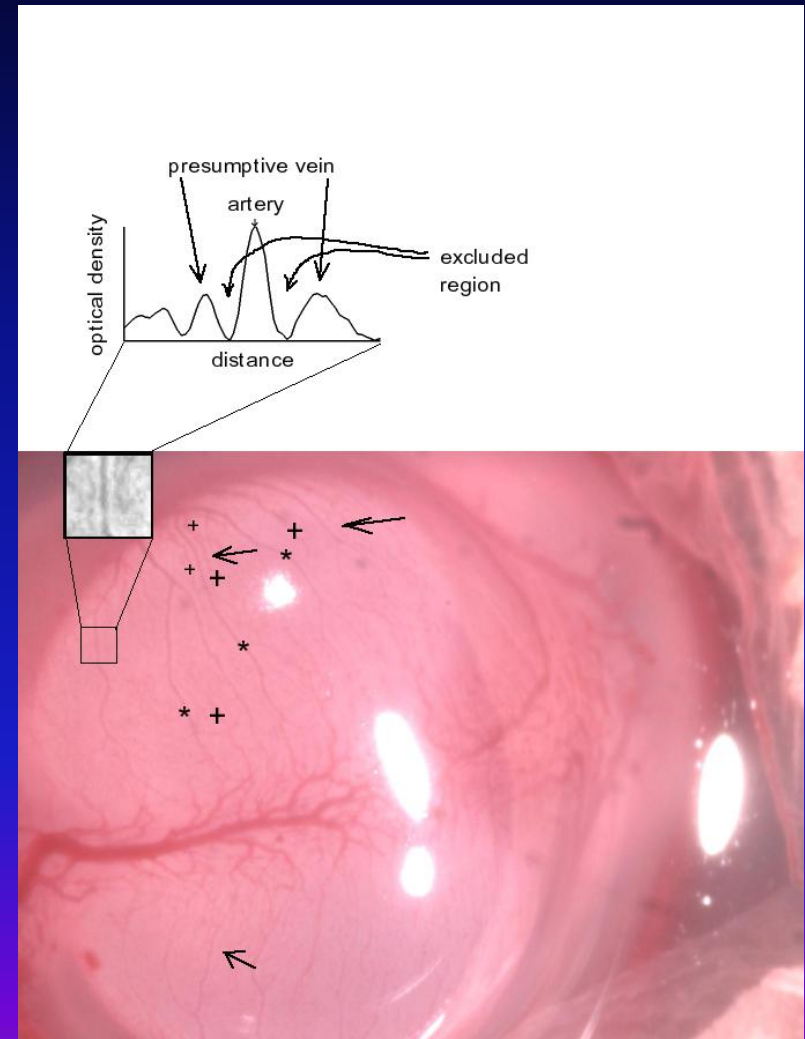 presumptive vein
artery
excluded
region
optical density
distance
+
+
*
+
+
*
*
+